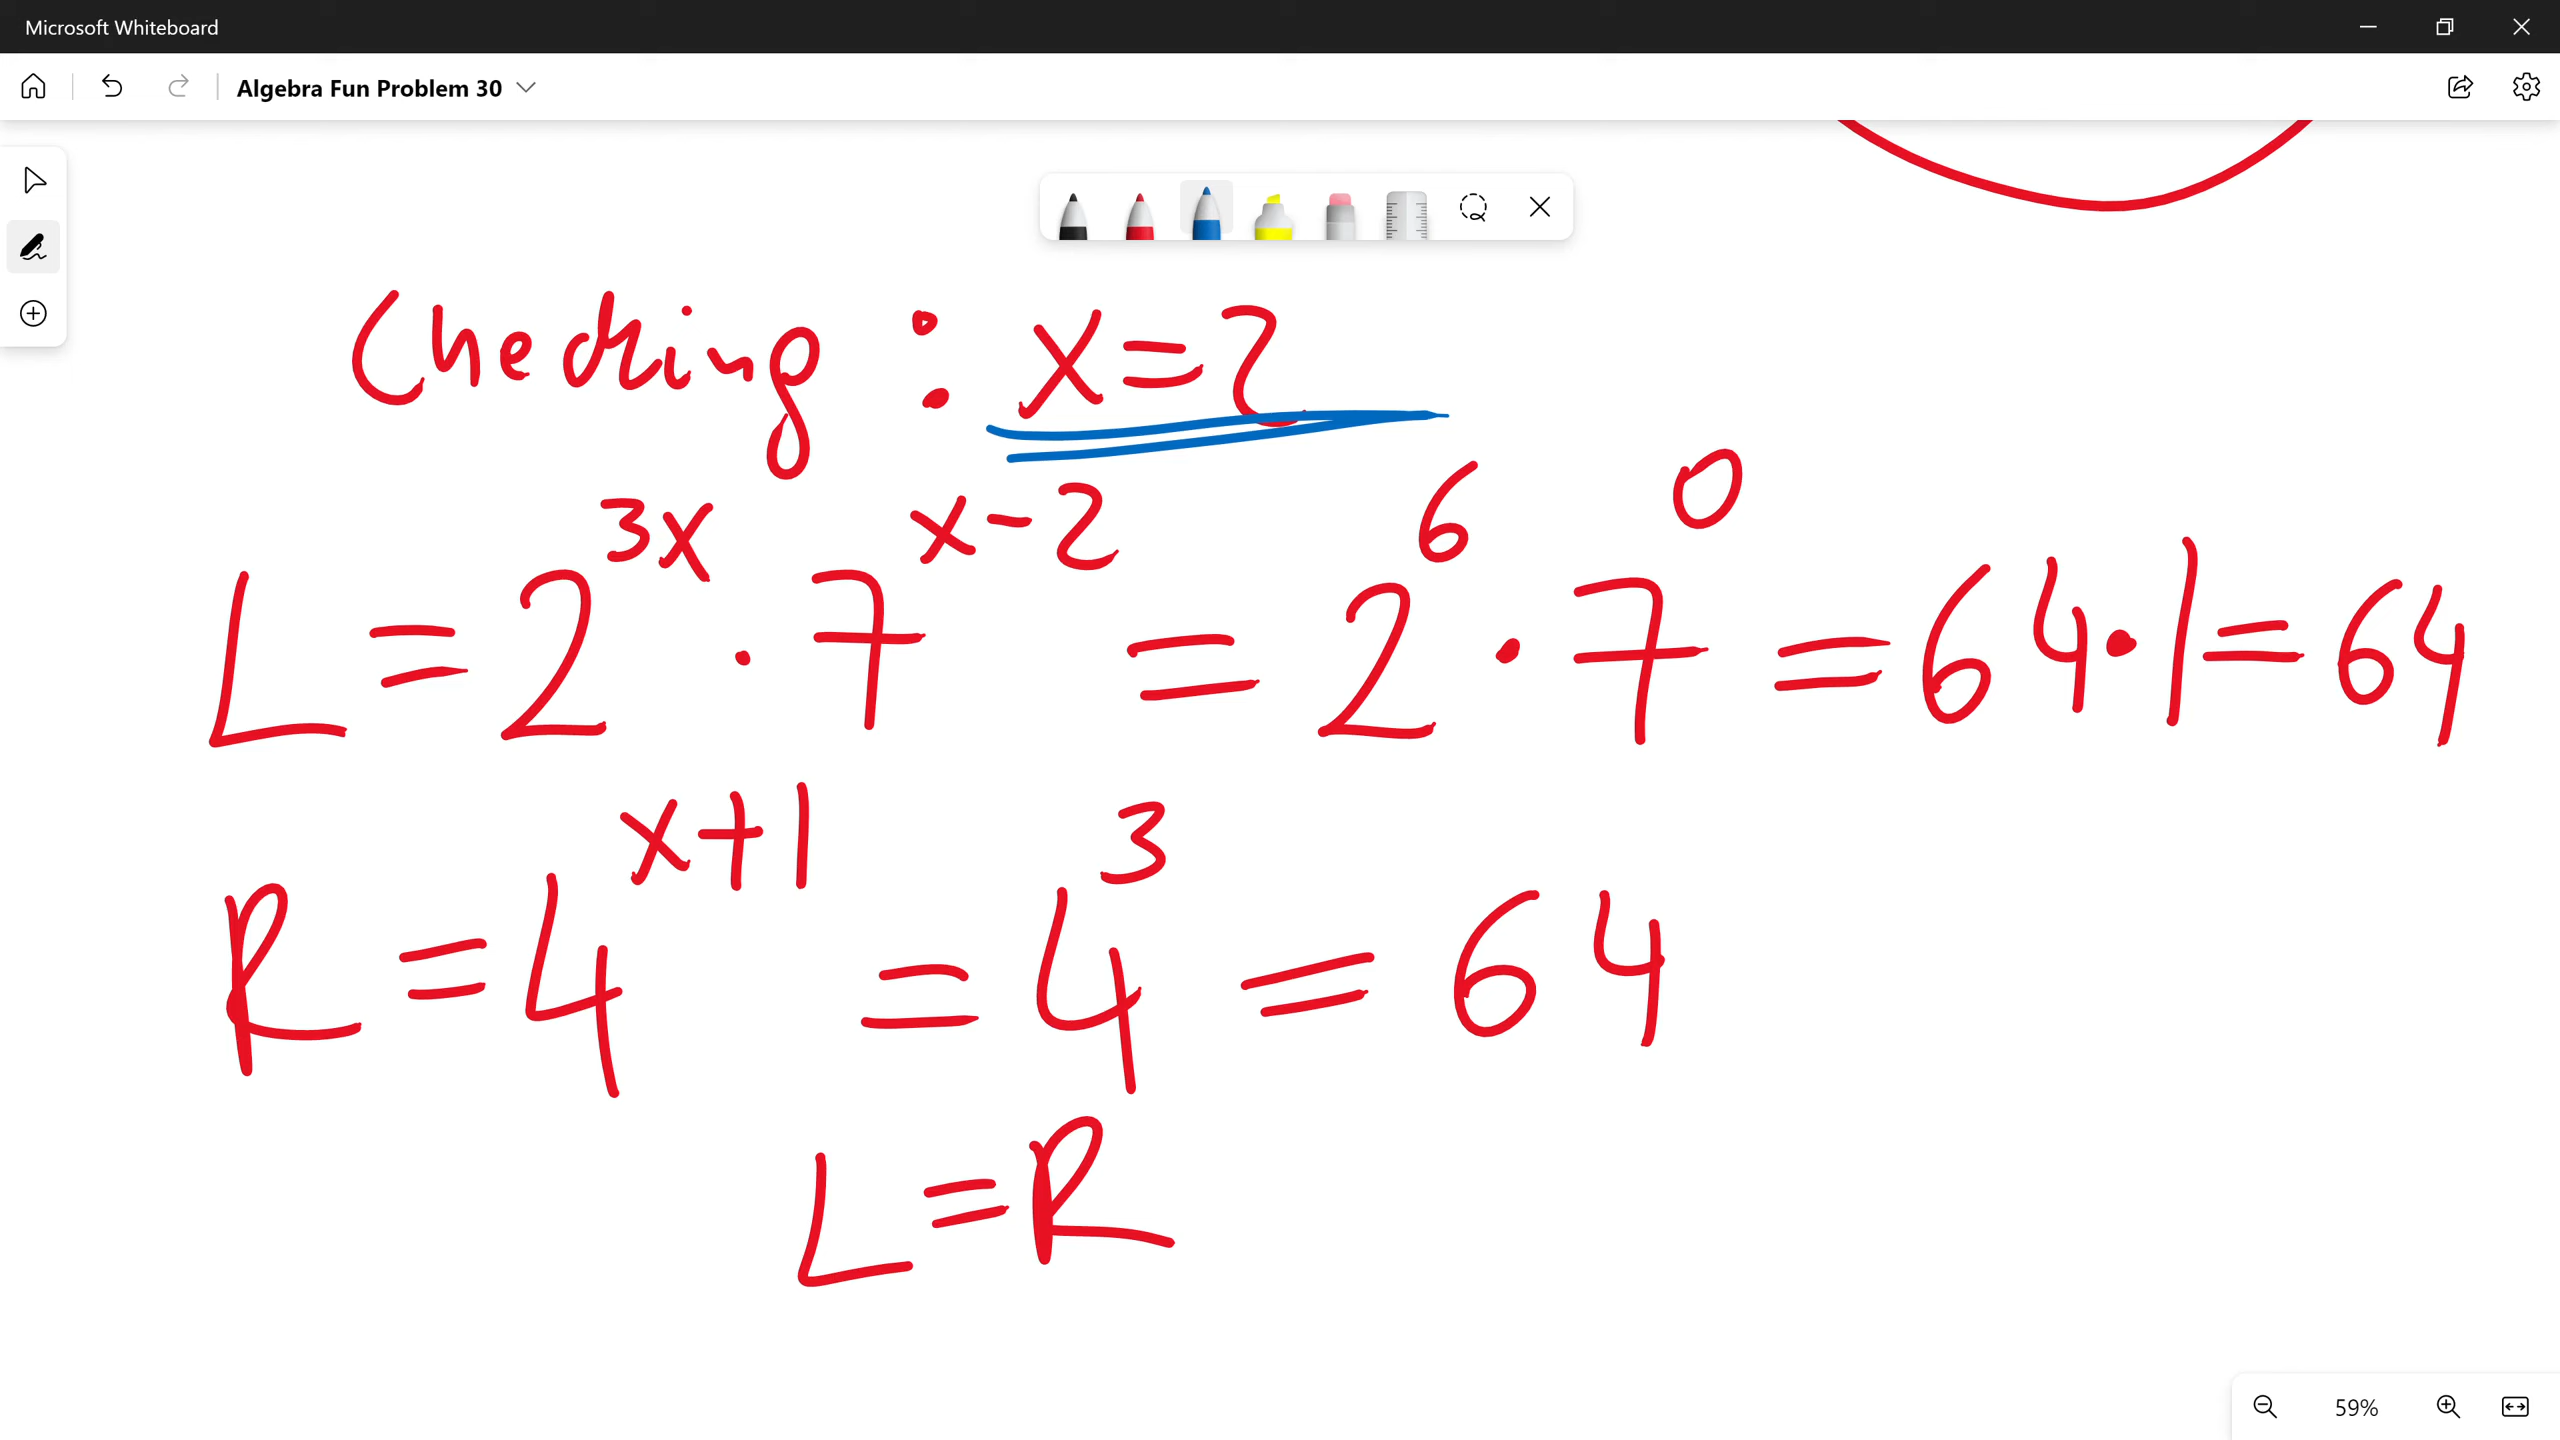 Microsoft Whiteboard
Algebra Fun Problem 30
Checking : x=2
L = 2^{3x} · 7^{x-2} = 2^6 · 7^0 = 64·1=64
R = 4^{x+1} = 4^3 = 64
L=R
59%